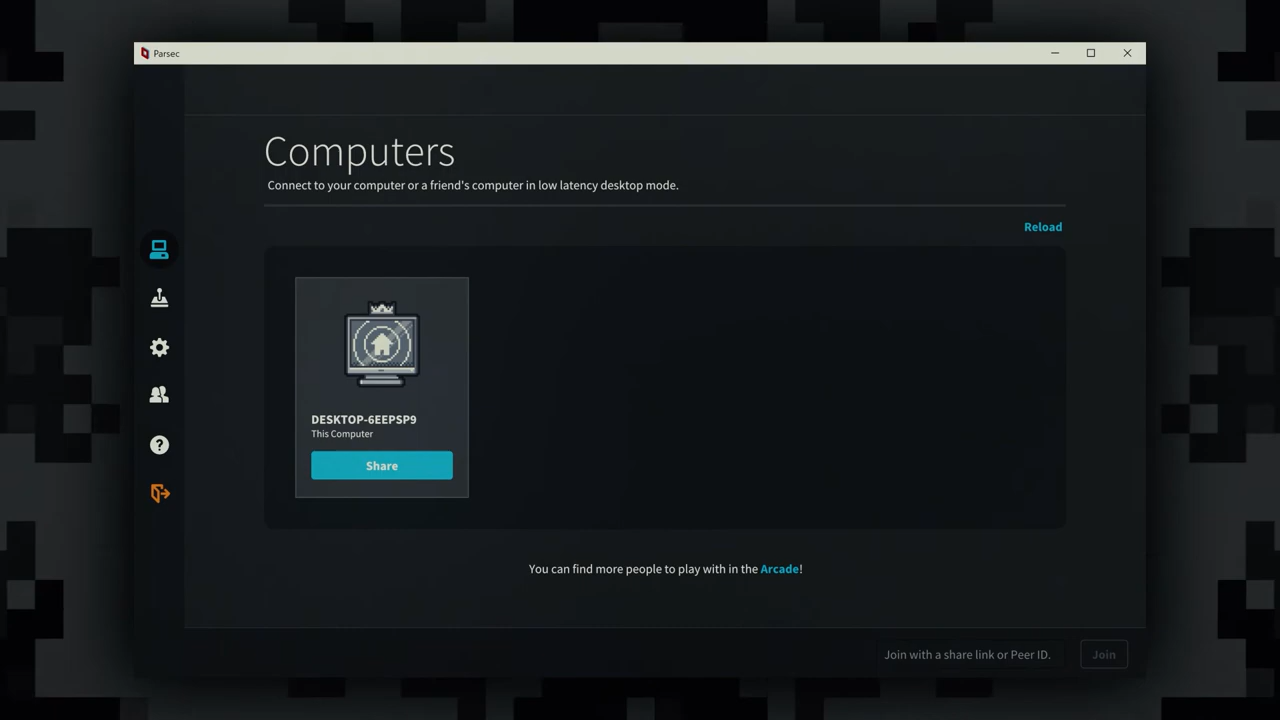 Parsec
Computers
Connect to your computer or a friend's computer in low latency desktop mode.
Reload
DESKTOP-6EEPSP9
This Computer
Share
You can find more people to play with in the Arcade!
Join with a share link or Peer ID.
Join